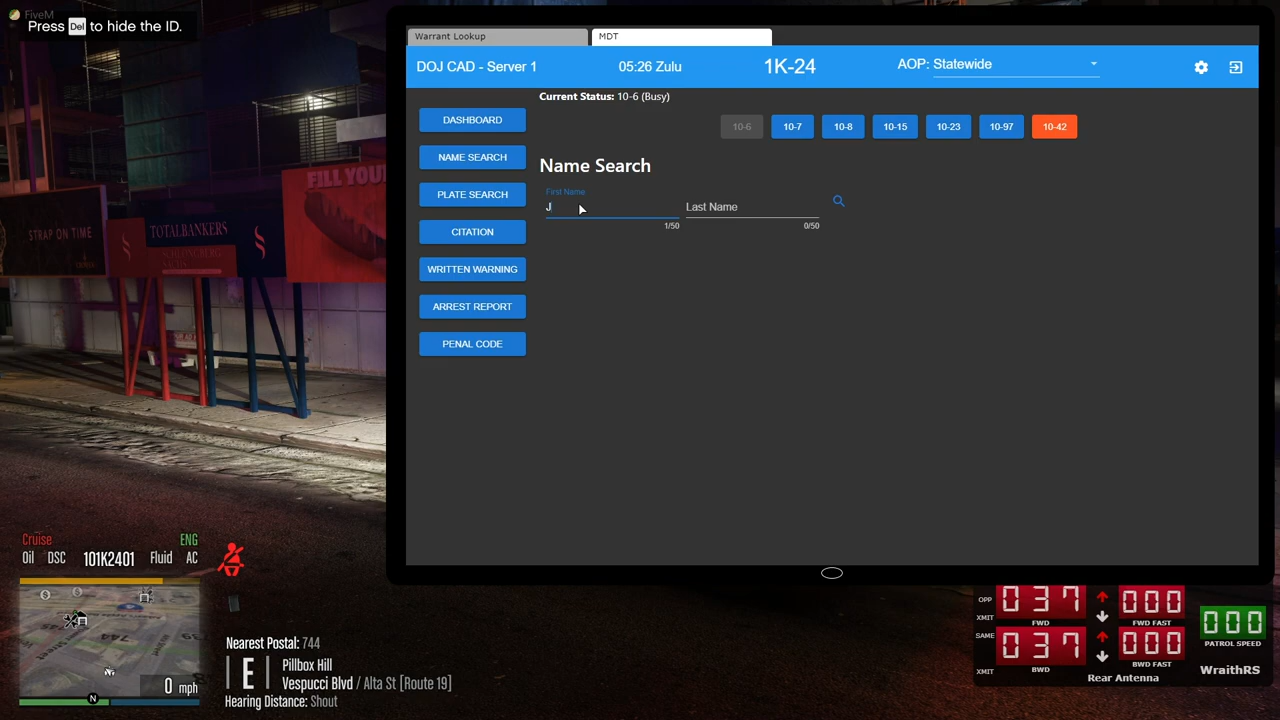 FiveM
Press Del to hide the ID.
Warrant Lookup
MDT
DOJ CAD - Server 1
05:26 Zulu
1K-24
AOP: Statewide
Current Status: 10-6 (Busy)
10-6
10-7
10-8
10-15
10-23
10-97
10-42
DASHBOARD
NAME SEARCH
PLATE SEARCH
CITATION
WRITTEN WARNING
ARREST REPORT
PENAL CODE
Name Search
First Name
J
Last Name
1/50
0/50
FILL YOU
STRAP ON TIME
TOTALBANKERS
Cruise
ENG
Oil DSC 101K2401 Fluid AC
744
0 mph
N
Nearest Postal: 744
E
Pillbox Hill
Vespucci Blvd / Alta St [Route 19]
Hearing Distance: Shout
OPP
XMIT
037
FWD
000
FWD FAST
SAME
XMIT
037
BWD
000
BWD FAST
Rear Antenna
000
PATROL SPEED
WraithRS